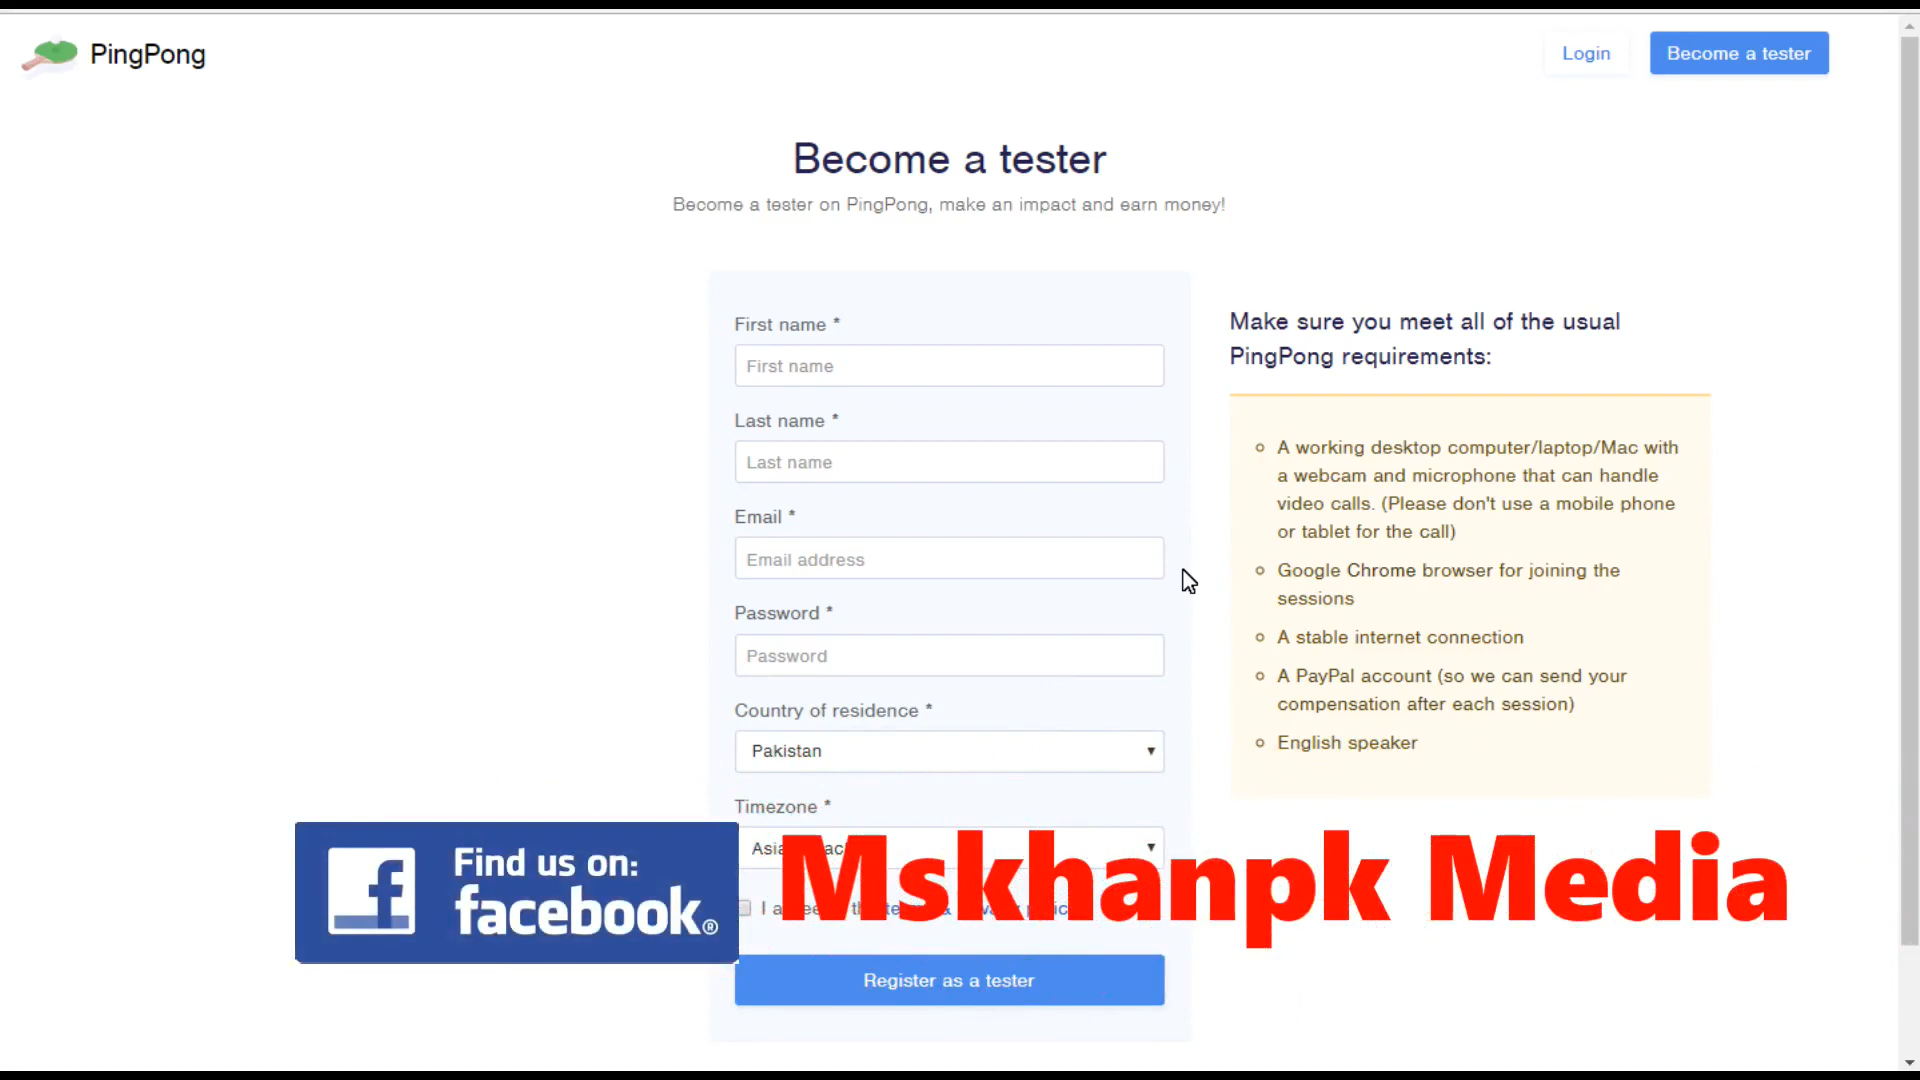 PingPong
Login
Become a tester
Become a tester
Become a tester on PingPong, make an impact and earn money!
First name *
First name
Last name *
Last name
Email *
Email address
Password *
Password
Country of residence *
Pakistan
Timezone *
Register as a tester
Make sure you meet all of the usual
PingPong requirements:
A working desktop computer/laptop/Mac with
a webcam and microphone that can handle
video calls. (Please don't use a mobile phone
or tablet for the call)
Google Chrome browser for joining the
sessions
A stable internet connection
A PayPal account (so we can send your
compensation after each session)
English speaker
Find us on:
facebook®
Mskhanpk Media